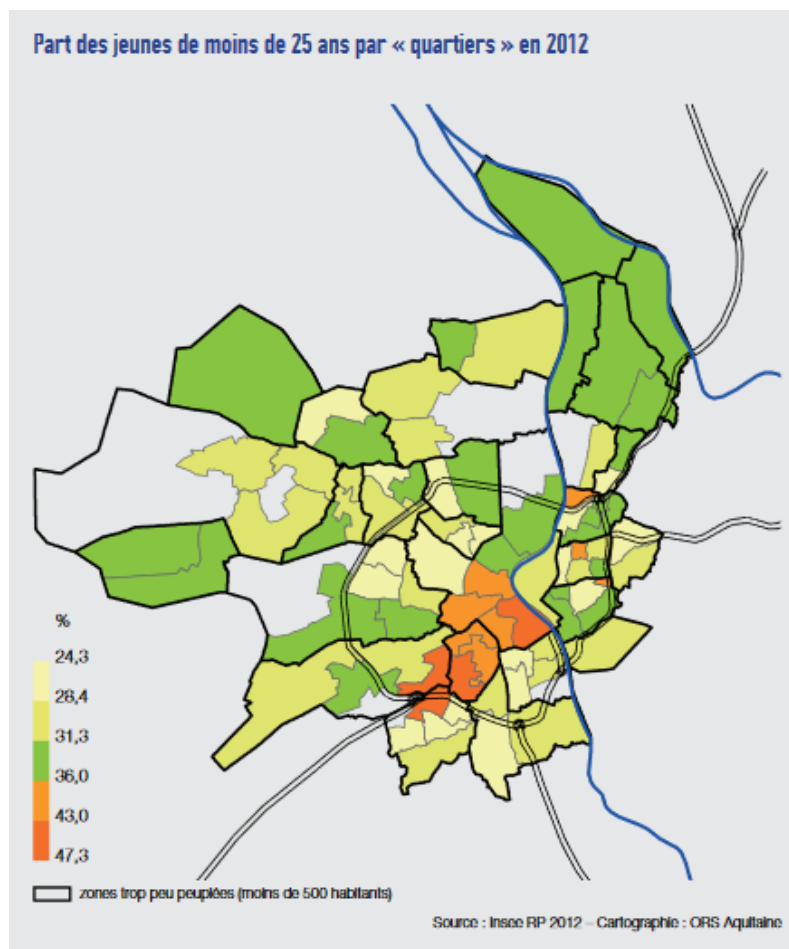 Part des jeunes de moins de 25 ans par « quartiers » en 2012
%
24,3
28,4
31,3
36,0
43,0
47,3
zones trop peu peuplées (moins de 500 habitants)
Source : Insee RP 2012 – Cartographie : ORS Aquitaine